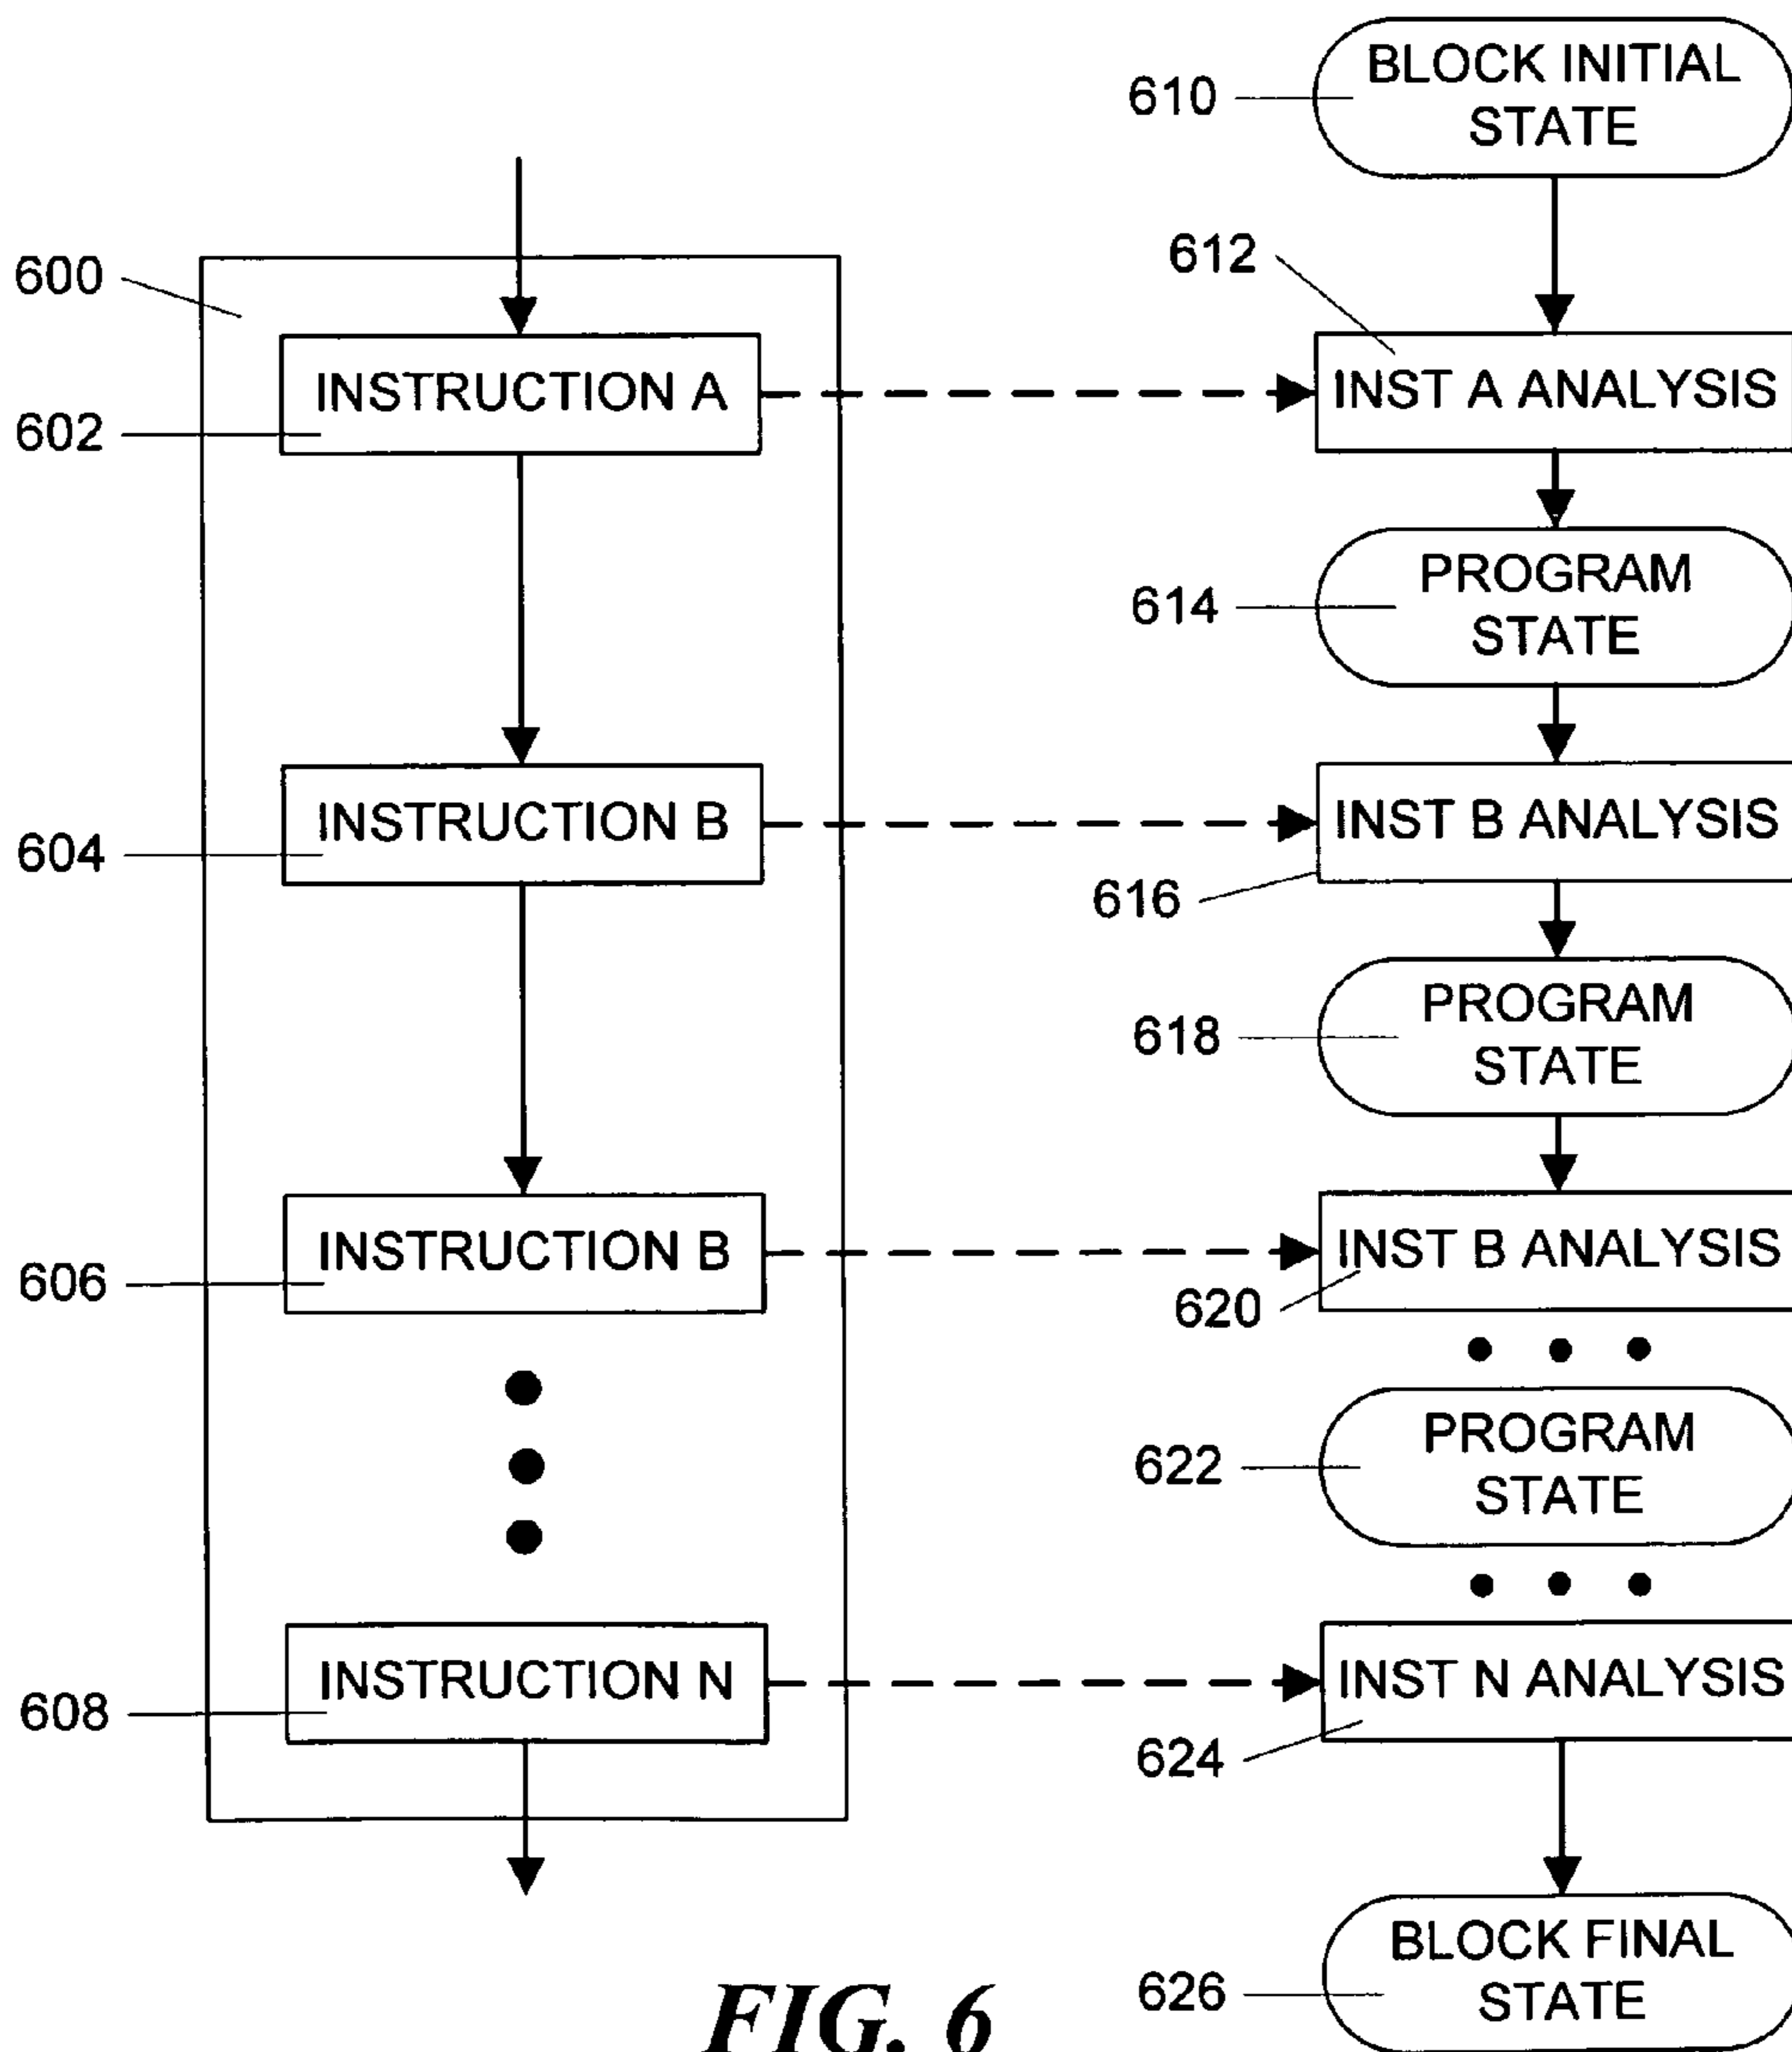 BLOCK INITIAL
STATE
610
612
600
INSTRUCTION A
INST A ANALYSIS
602
PROGRAM
STATE
614
INSTRUCTION B
INST B ANALYSIS
604
616
PROGRAM
STATE
618
INSTRUCTION B
INST B ANALYSIS
606
620
PROGRAM
STATE
622
INSTRUCTION N
INST N ANALYSIS
608
624
BLOCK FINAL
STATE
626
FIG. 6